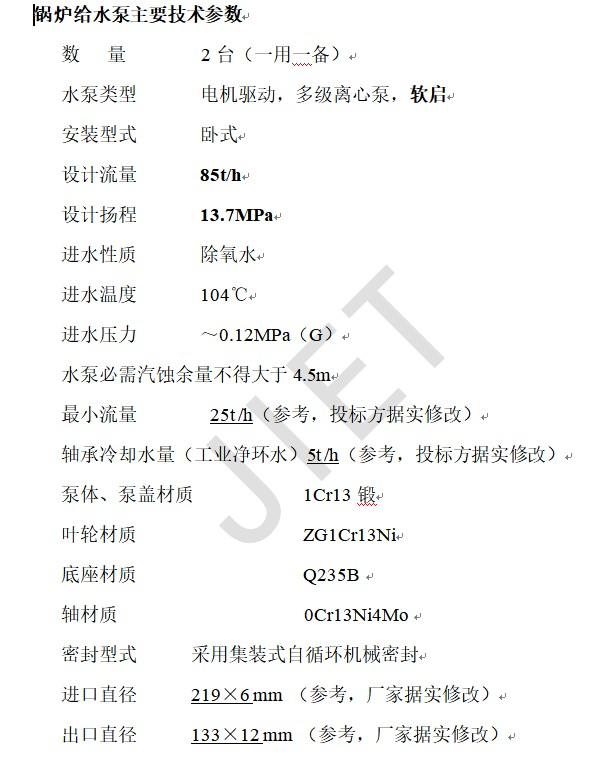 锅炉给水泵主要技术参数
数 量 2 台（一用一备）
水泵类型 电机驱动，多级离心泵，软启
安装型式 卧式
设计流量 85t/h
设计扬程 13.7MPa
进水性质 除氧水
进水温度 104℃
进水压力 ～0.12MPa（G）
水泵必需汽蚀余量不得大于 4.5m
最小流量 25t/h（参考，投标方据实修改）
轴承冷却水量（工业净环水）5t/h（参考，投标方据实修改）
泵体、泵盖材质 1Cr13 锻
叶轮材质 ZG1Cr13Ni
底座材质 Q235B
轴材质 0Cr13Ni4Mo
密封型式 采用集装式自循环机械密封
进口直径 219×6 mm （参考，厂家据实修改）
出口直径 133×12 mm （参考，厂家据实修改）
JIET